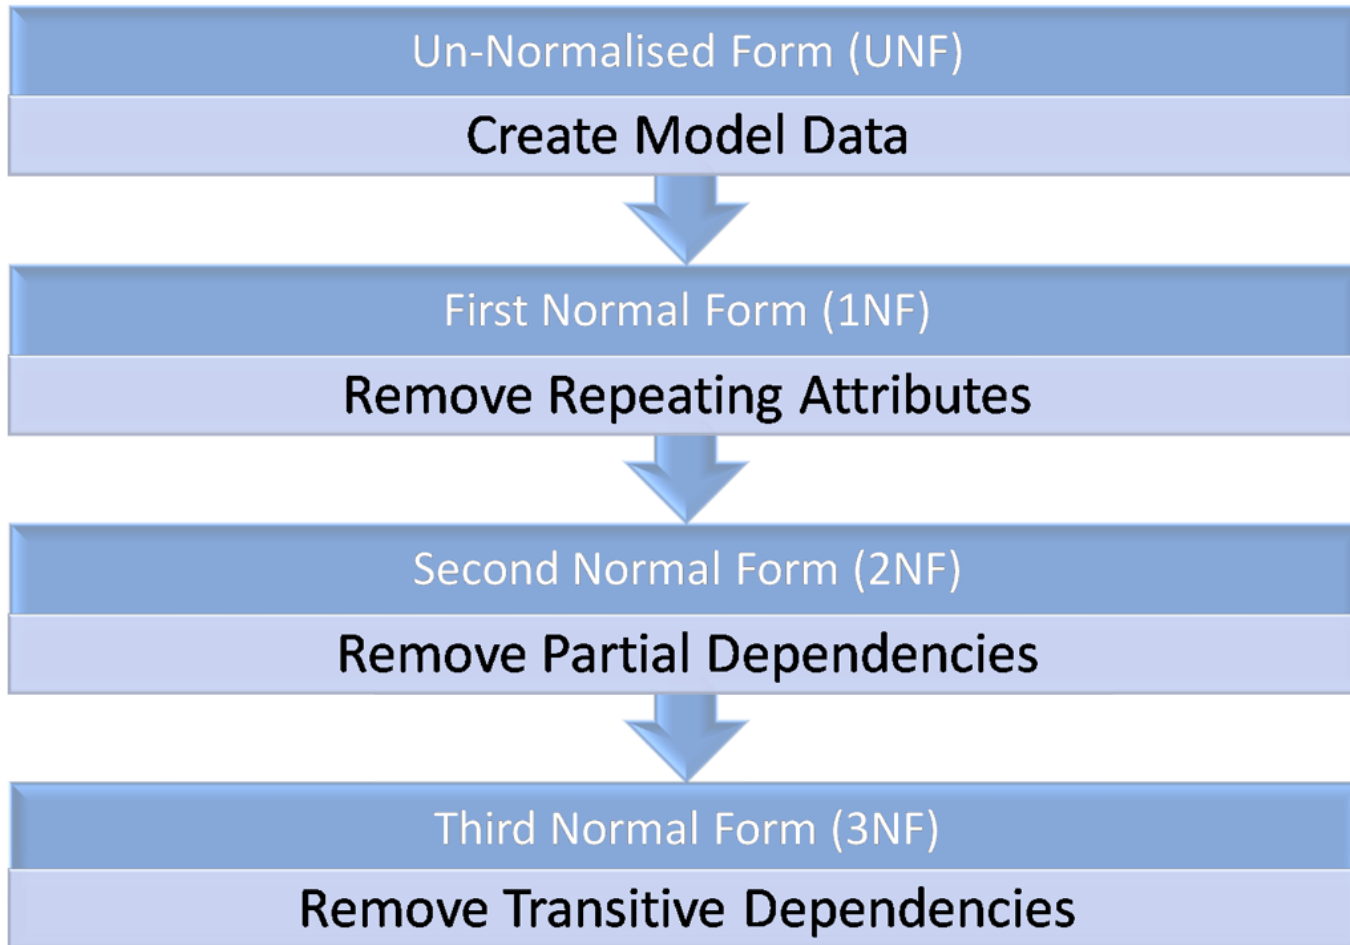 Un-Normalised Form (UNF)
Create Model Data
First Normal Form (1NF)
Remove Repeating Attributes
Second Normal Form (2NF)
Remove Partial Dependencies
Third Normal Form (3NF)
Remove Transitive Dependencies